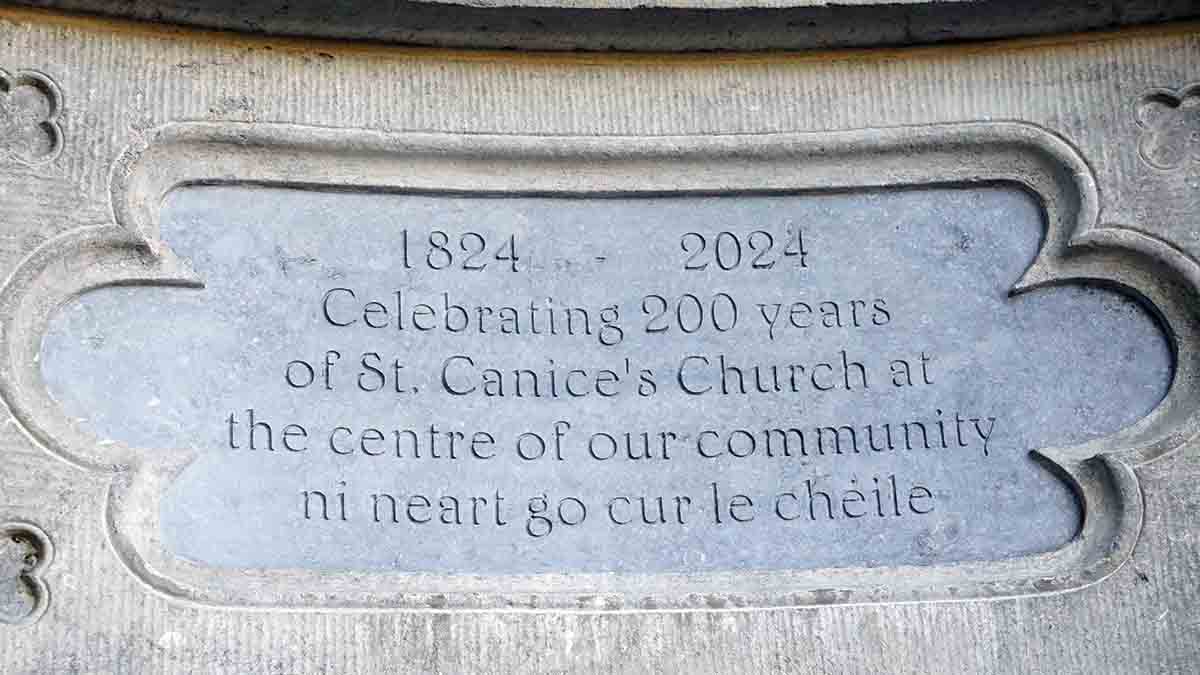 1824 - 2024
Celebrating 200 years
of St. Canice's Church at
the centre of our community
ni neart go cur le chéile